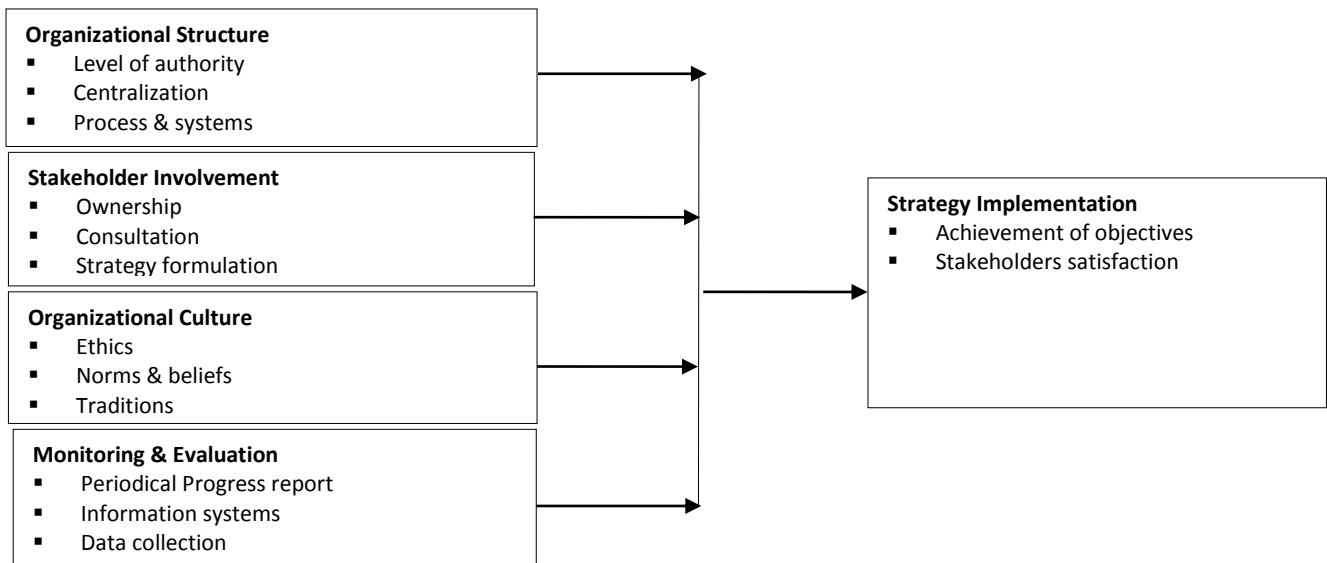 Organizational Structure
▪ Level of authority
▪ Centralization
▪ Process & systems
Stakeholder Involvement
▪ Ownership
▪ Consultation
▪ Strategy formulation
Organizational Culture
▪ Ethics
▪ Norms & beliefs
▪ Traditions
Monitoring & Evaluation
▪ Periodical Progress report
▪ Information systems
▪ Data collection
Strategy Implementation
▪ Achievement of objectives
▪ Stakeholders satisfaction